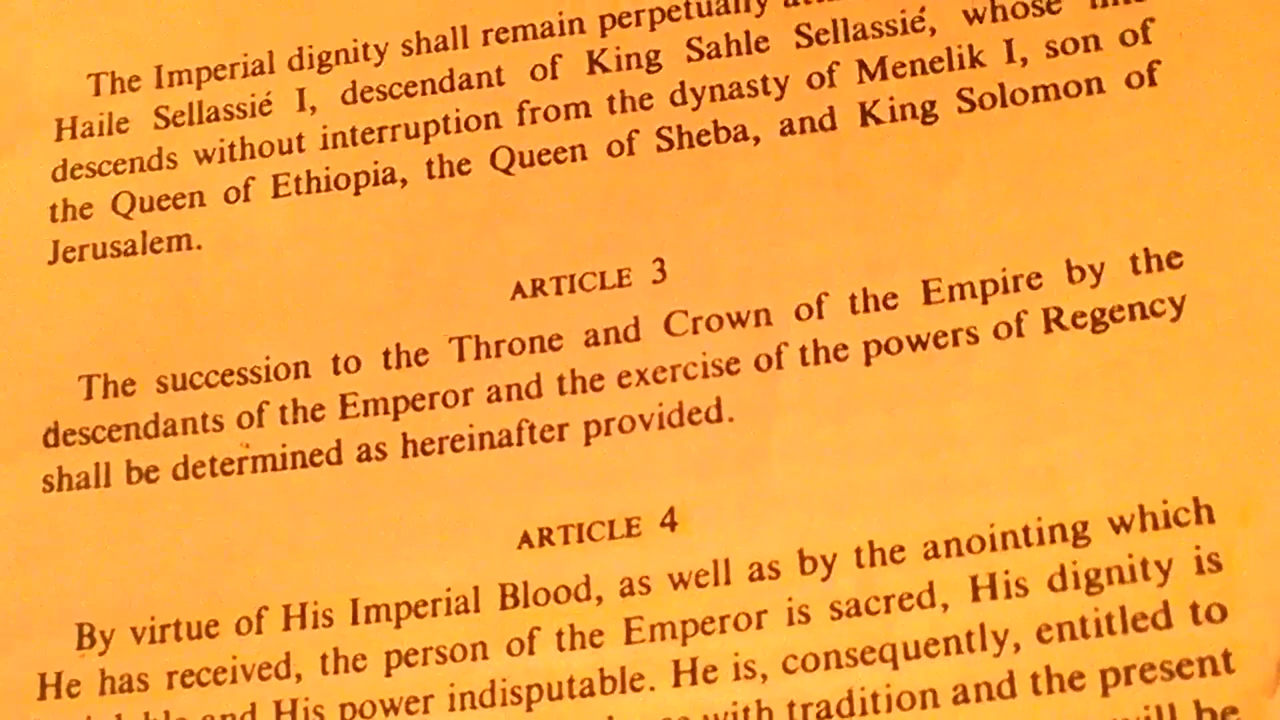 The Imperial dignity shall remain perpetually
Haile Sellassié I, descendant of King Sahle Sellassié, whose
descends without interruption from the dynasty of Menelik I, son of
the Queen of Ethiopia, the Queen of Sheba, and King Solomon of
Jerusalem.
ARTICLE 3
The succession to the Throne and Crown of the Empire by the
descendants of the Emperor and the exercise of the powers of Regency
shall be determined as hereinafter provided.
ARTICLE 4
By virtue of His Imperial Blood, as well as by the anointing which
He has received, the person of the Emperor is sacred, His dignity is
and His power indisputable. He is, consequently, entitled to
with tradition and the present
will be